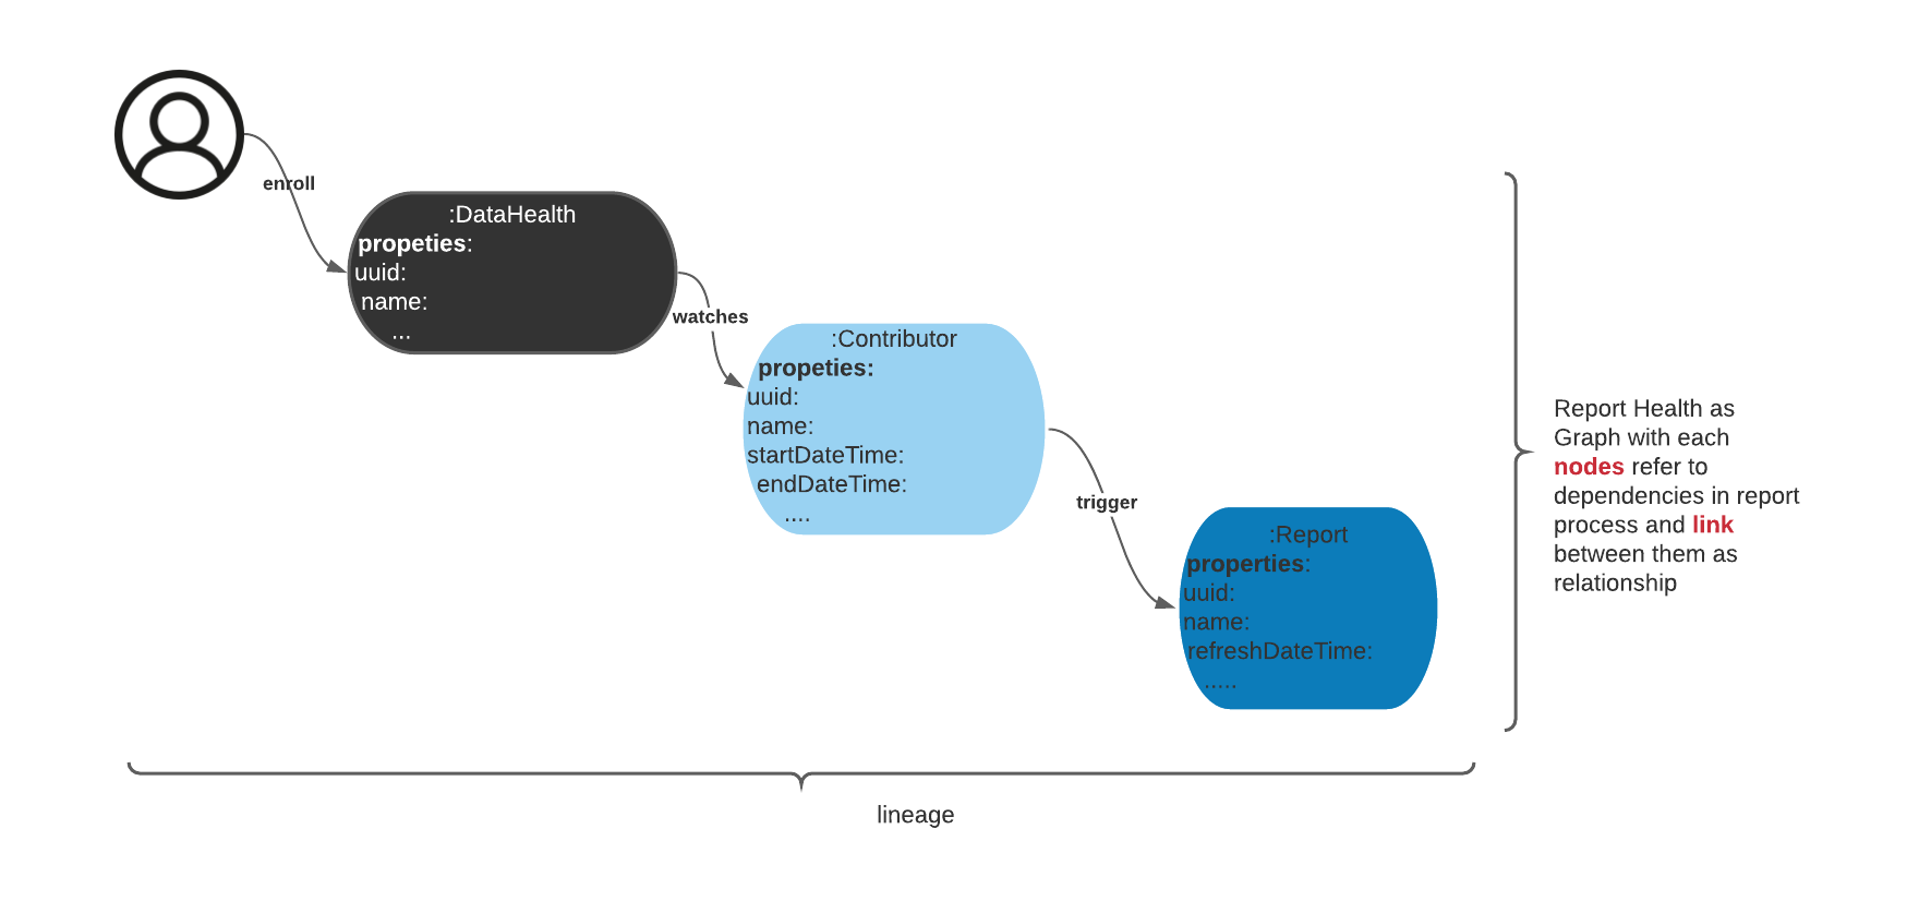 enroll
:DataHealth
propeties:
uuid:
name:
...
watches
:Contributor
propeties:
uuid:
name:
startDateTime:
endDateTime:
....
trigger
:Report
properties:
uuid:
name:
refreshDateTime:
.....
Report Health as
Graph with each
nodes refer to
dependencies in report
process and link
between them as
relationship
lineage